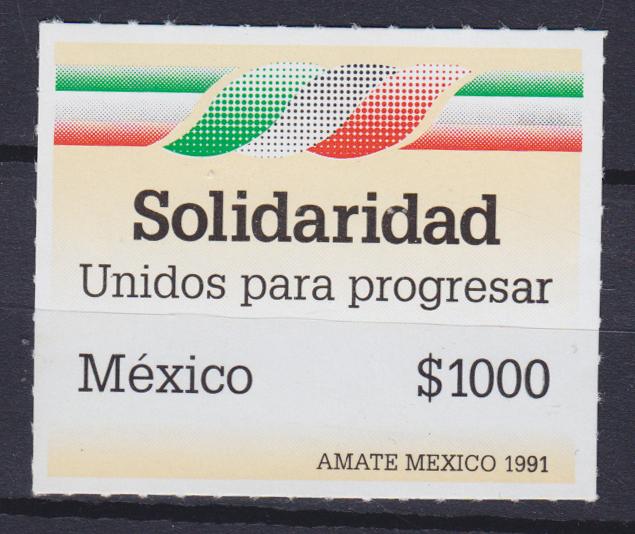 Solidaridad
Unidos para progresar
México $1000
AMATE MEXICO 1991